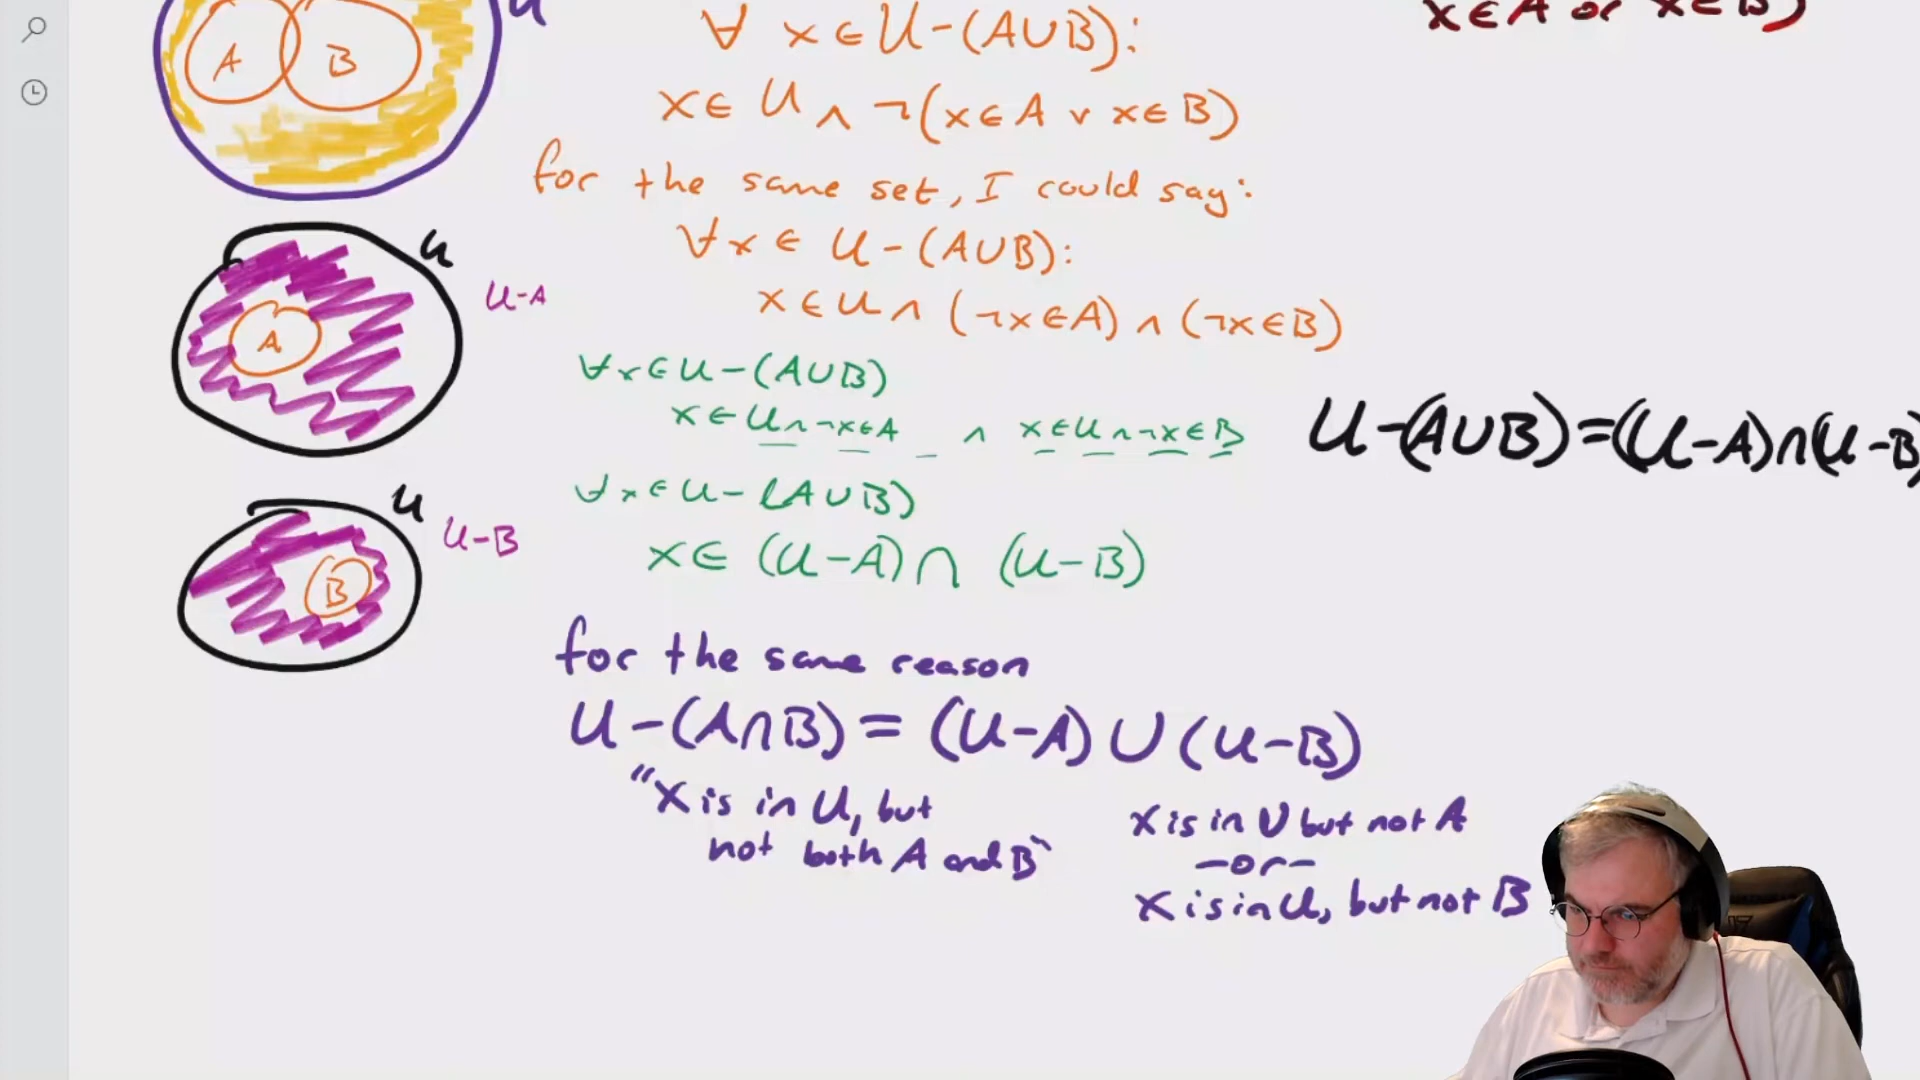 A B U
∀ x ∈ U - (A ∪ B):
x ∈ A or x ∈ B)
x ∈ U ∧ ¬(x ∈ A ∨ x ∈ B)
for the same set, I could say:
U
∀x ∈ U - (A ∪ B):
U-A
x ∈ U ∧ (¬x ∈ A) ∧ (¬x ∈ B)
A
∀x ∈ U - (A ∪ B)
x ∈ U ∧ ¬x ∈ A ∧ x ∈ U ∧ ¬x ∈ B
U-(A∪B)=(U-A)∩(U-B)
∀x ∈ U - (A ∪ B)
U
U-B
x ∈ (U-A) ∩ (U-B)
B
for the same reason
U-(A∩B) = (U-A) ∪ (U-B)
"X is in U, but
not both A and B"
X is in U but not A
-or-
X is in U, but not B